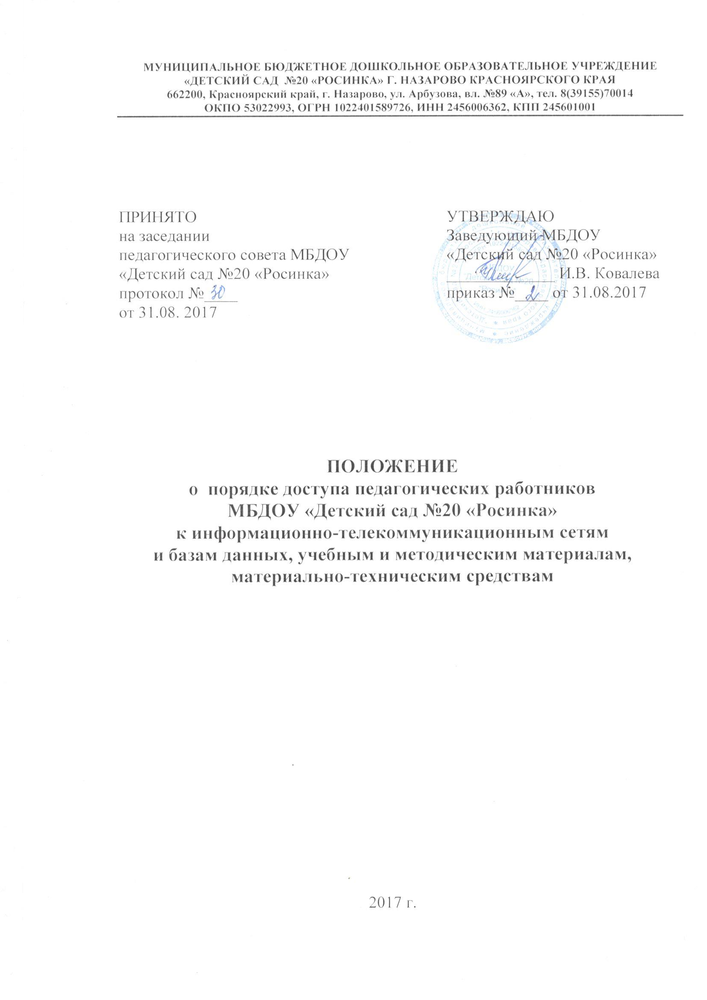 МУНИЦИПАЛЬНОЕ БЮДЖЕТНОЕ ДОШКОЛЬНОЕ ОБРАЗОВАТЕЛЬНОЕ УЧРЕЖДЕНИЕ
«ДЕТСКИЙ САД №20 «РОСИНКА» Г. НАЗАРОВО КРАСНОЯРСКОГО КРАЯ
662200, Красноярский край, г. Назарово, ул. Арбузова, вл. №89 «А», тел. 8(39155)70014
ОКПО 53022993, ОГРН 1022401589726, ИНН 2456006362, КПП 245601001
ПРИНЯТО
на заседании
педагогического совета МБДОУ
«Детский сад №20 «Росинка»
протокол № 30
от 31.08. 2017
УТВЕРЖДАЮ
Заведующий МБДОУ
«Детский сад №20 «Росинка»
И.В. Ковалева
приказ № 2 от 31.08.2017
ПОЛОЖЕНИЕ
о порядке доступа педагогических работников
МБДОУ «Детский сад №20 «Росинка»
к информационно-телекоммуникационным сетям
и базам данных, учебным и методическим материалам,
материально-техническим средствам
2017 г.